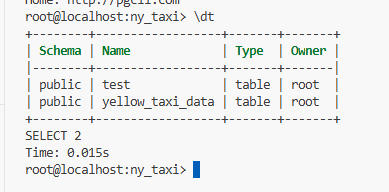 Home: http://pgcli.com
root@localhost:ny_taxi> \dt
+--------+------------------+-------+-------+
| Schema | Name             | Type  | Owner |
|--------+------------------+-------+-------|
| public | test             | table | root  |
| public | yellow_taxi_data | table | root  |
+--------+------------------+-------+-------+
SELECT 2
Time: 0.015s
root@localhost:ny_taxi>